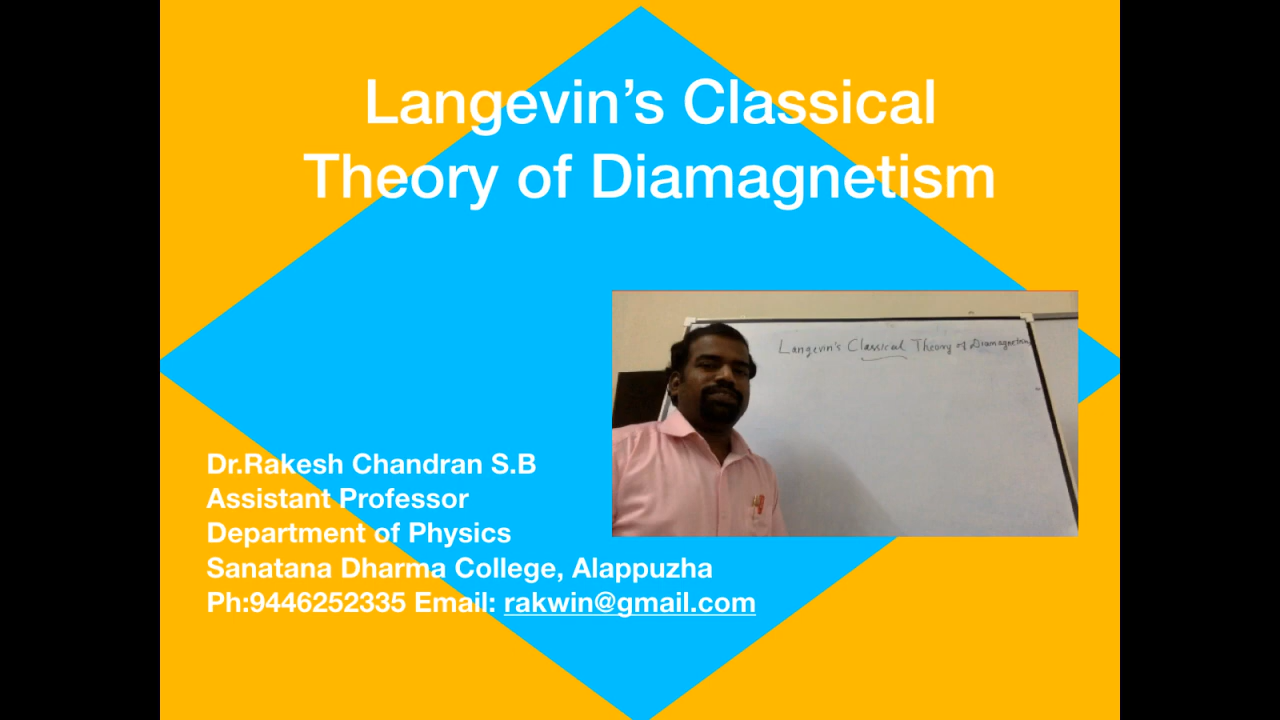 Langevin’s Classical
Theory of Diamagnetism
Langevin's Classical Theory of Diamagnetism
Dr.Rakesh Chandran S.B
Assistant Professor
Department of Physics
Sanatana Dharma College, Alappuzha
Ph:9446252335 Email: rakwin@gmail.com